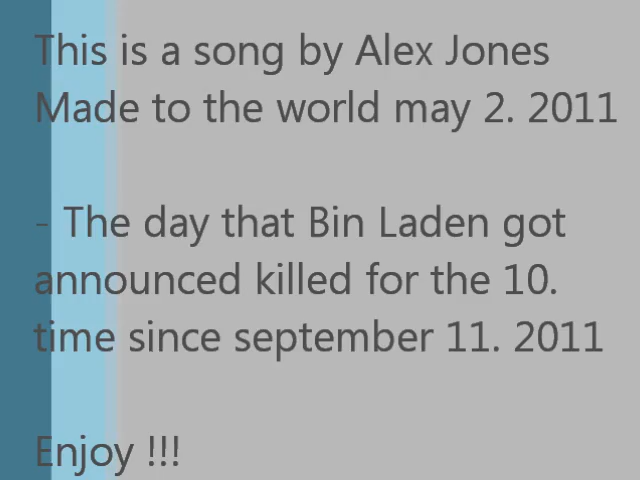 This is a song by Alex Jones
Made to the world may 2. 2011
- The day that Bin Laden got
announced killed for the 10.
time since september 11. 2011
Enjoy !!!